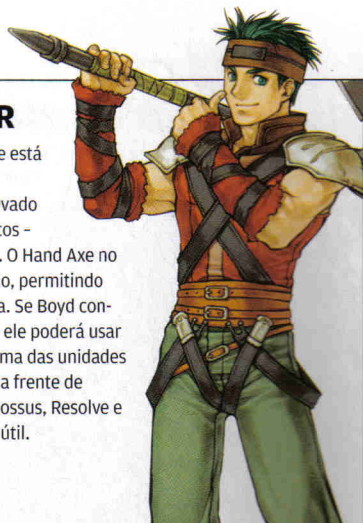 R
e está
vado
tos –
. O Hand Axe no
o, permitindo
a. Se Boyd con-
ele poderá usar
ma das unidades
a frente de
ossus, Resolve e
útil.